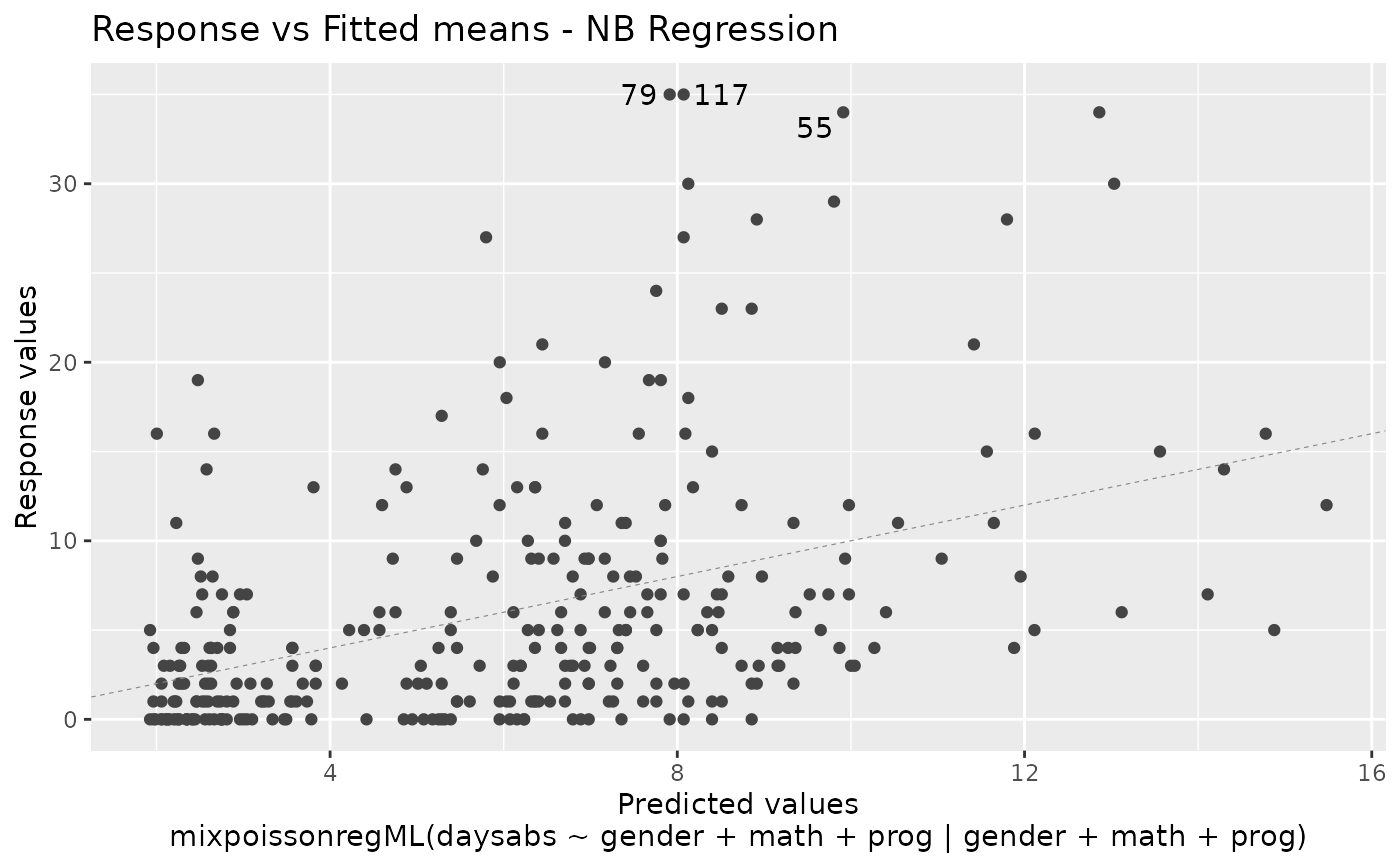 Response vs Fitted means - NB Regression
79
117
55
Response values
30
20
10
0
4
8
12
16
Predicted values
mixpoissonregML(daysabs ~ gender + math + prog | gender + math + prog)